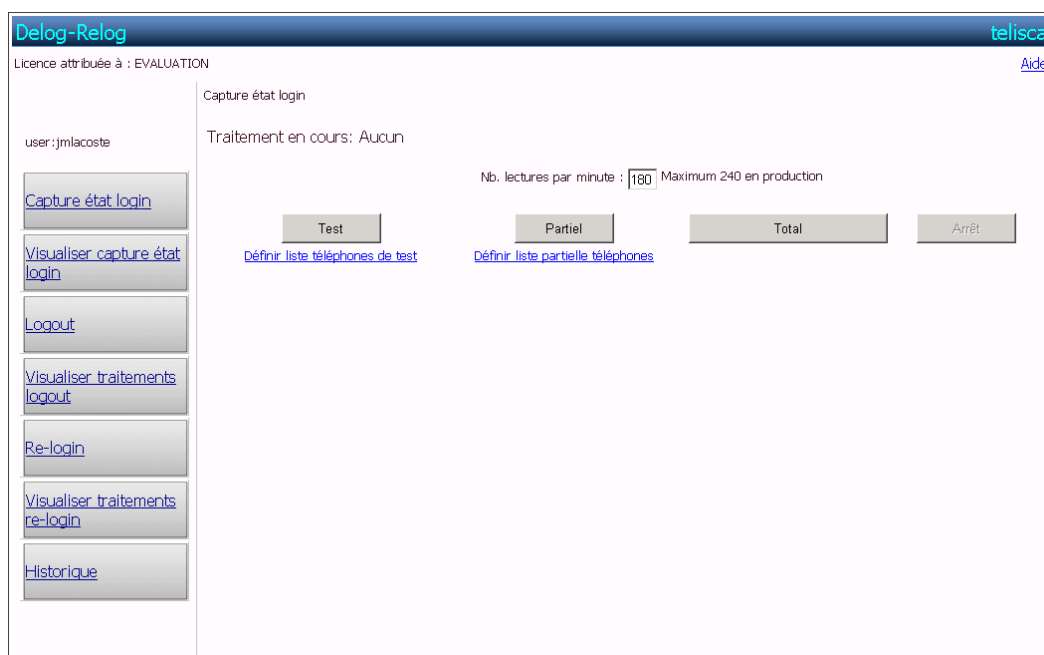 Delog-Relog telisca
Licence attribuée à : EVALUATION Aide
Capture état login
user:jmlacoste
Traitement en cours: Aucun
Nb. lectures par minute : 180 Maximum 240 en production
Test Partiel Total Arrêt
Définir liste téléphones de test Définir liste partielle téléphones
Capture état login
Visualiser capture état
login
Logout
Visualiser traitements
logout
Re-login
Visualiser traitements
re-login
Historique